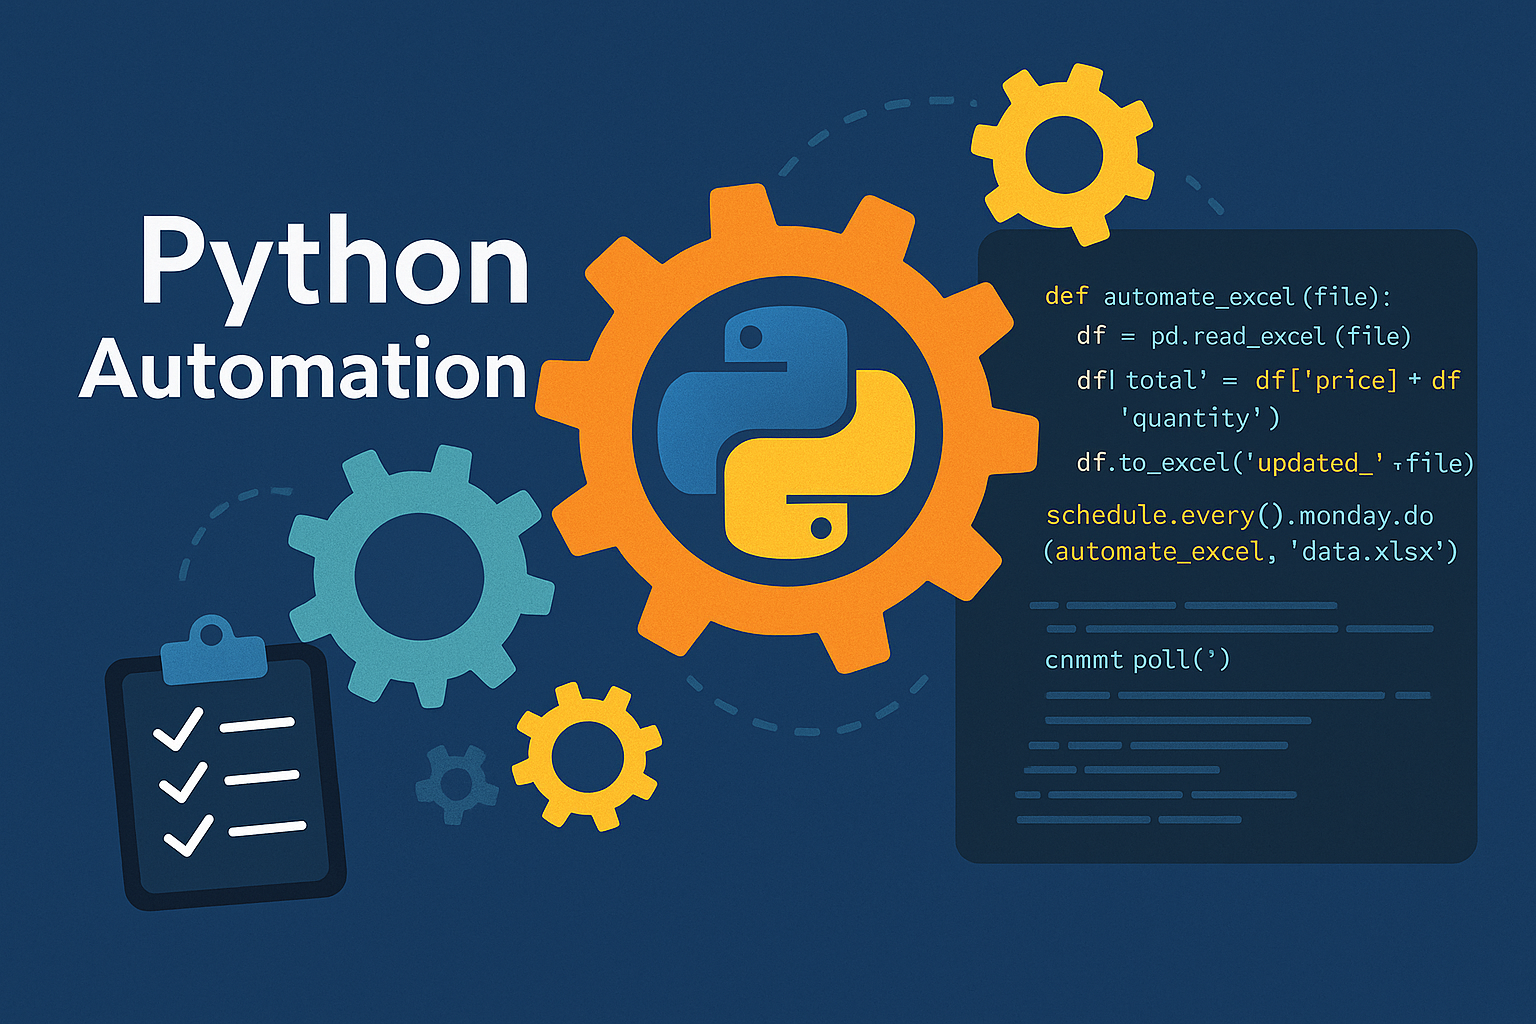 Python
Automation
def automate_excel(file):
df = pd.read_excel(file)
df| total’ = df['price] + df
'quantity’)
df.to_excel('updated_’ +file)
schedule.every().monday.do
(automate_excel, 'data.xlsx’)
cnmmt poll(’)